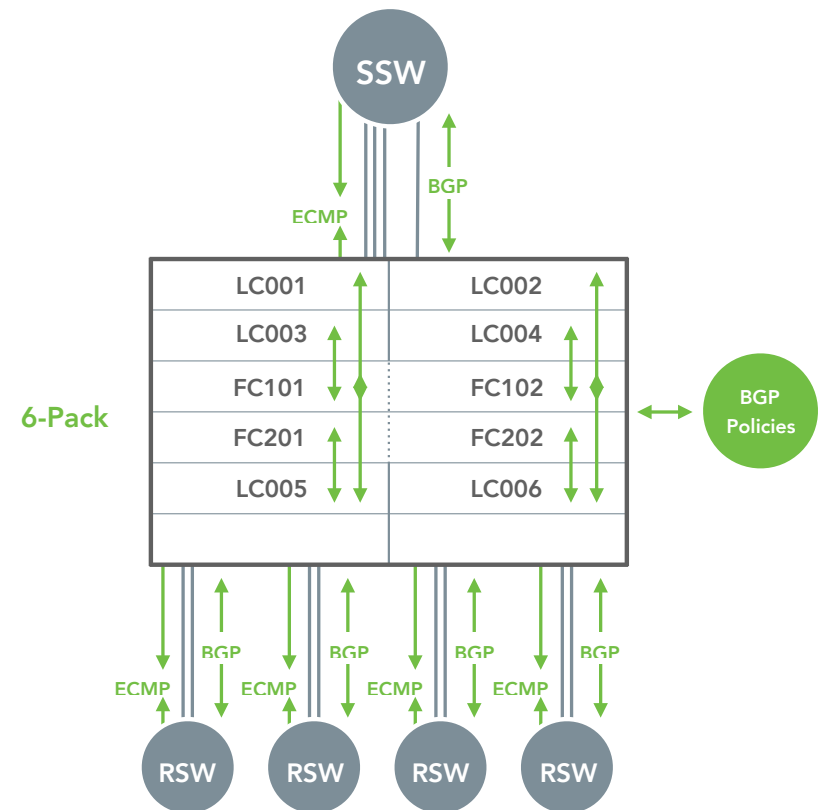 SSW
BGP
ECMP
LC001 LC002
LC003 LC004
FC101 FC102
6-Pack
BGP
Policies
FC201 FC202
LC005 LC006
BGP BGP BGP BGP
ECMP ECMP ECMP ECMP
RSW RSW RSW RSW